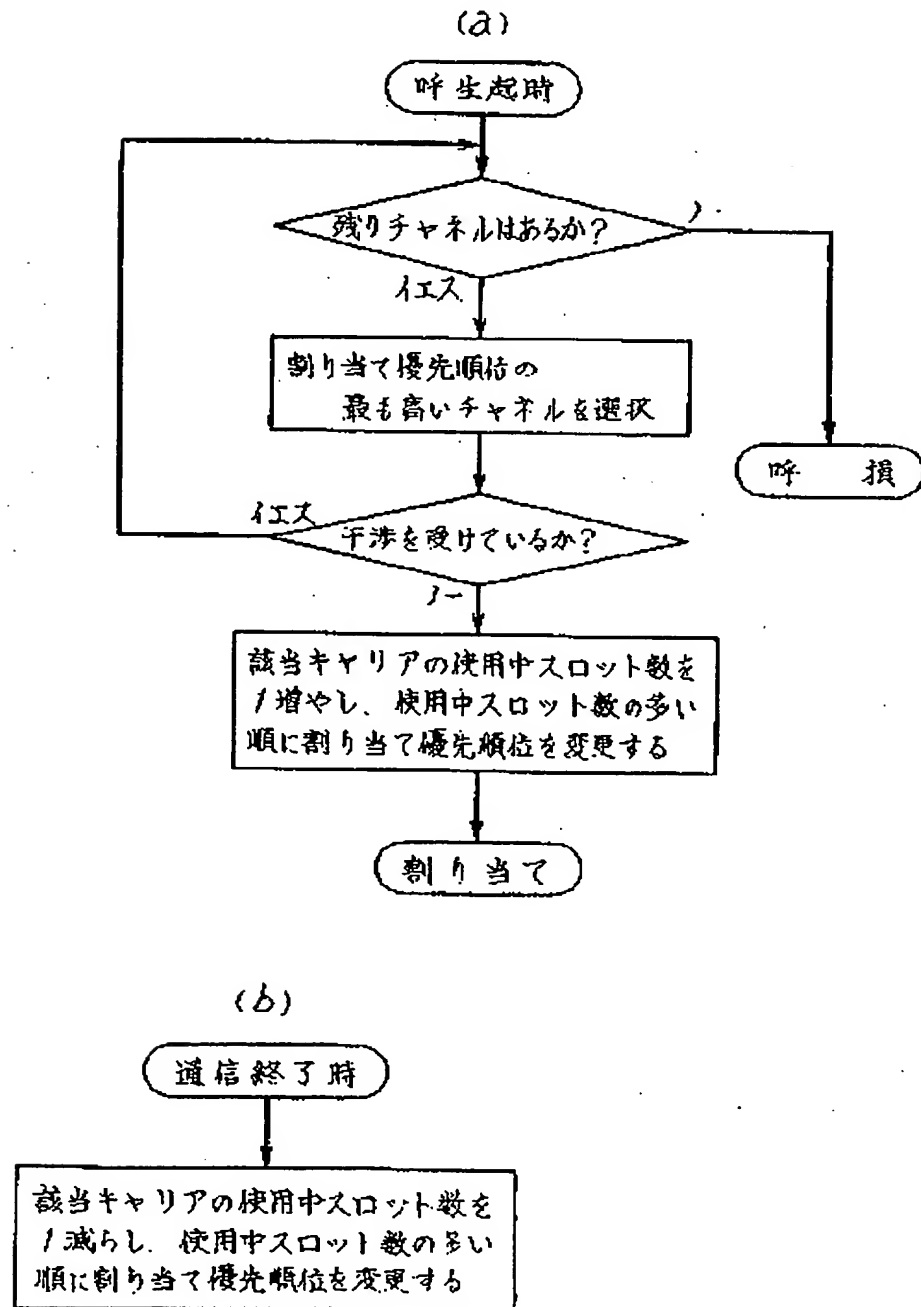 (a)
呼生起時
残りチャネルはあるか?
イエス
割り当て優先順位の
最も高いチャネルを選択
呼 損
イエス
干渉を受けているか?
ノー
該当キャリアの使用中スロット数を
1増やし、使用中スロット数の多い
順に割り当て優先順位を変更する
割り当て
(b)
通信終了時
該当キャリアの使用中スロット数を
1減らし、使用中スロット数の多い
順に割り当て優先順位を変更する